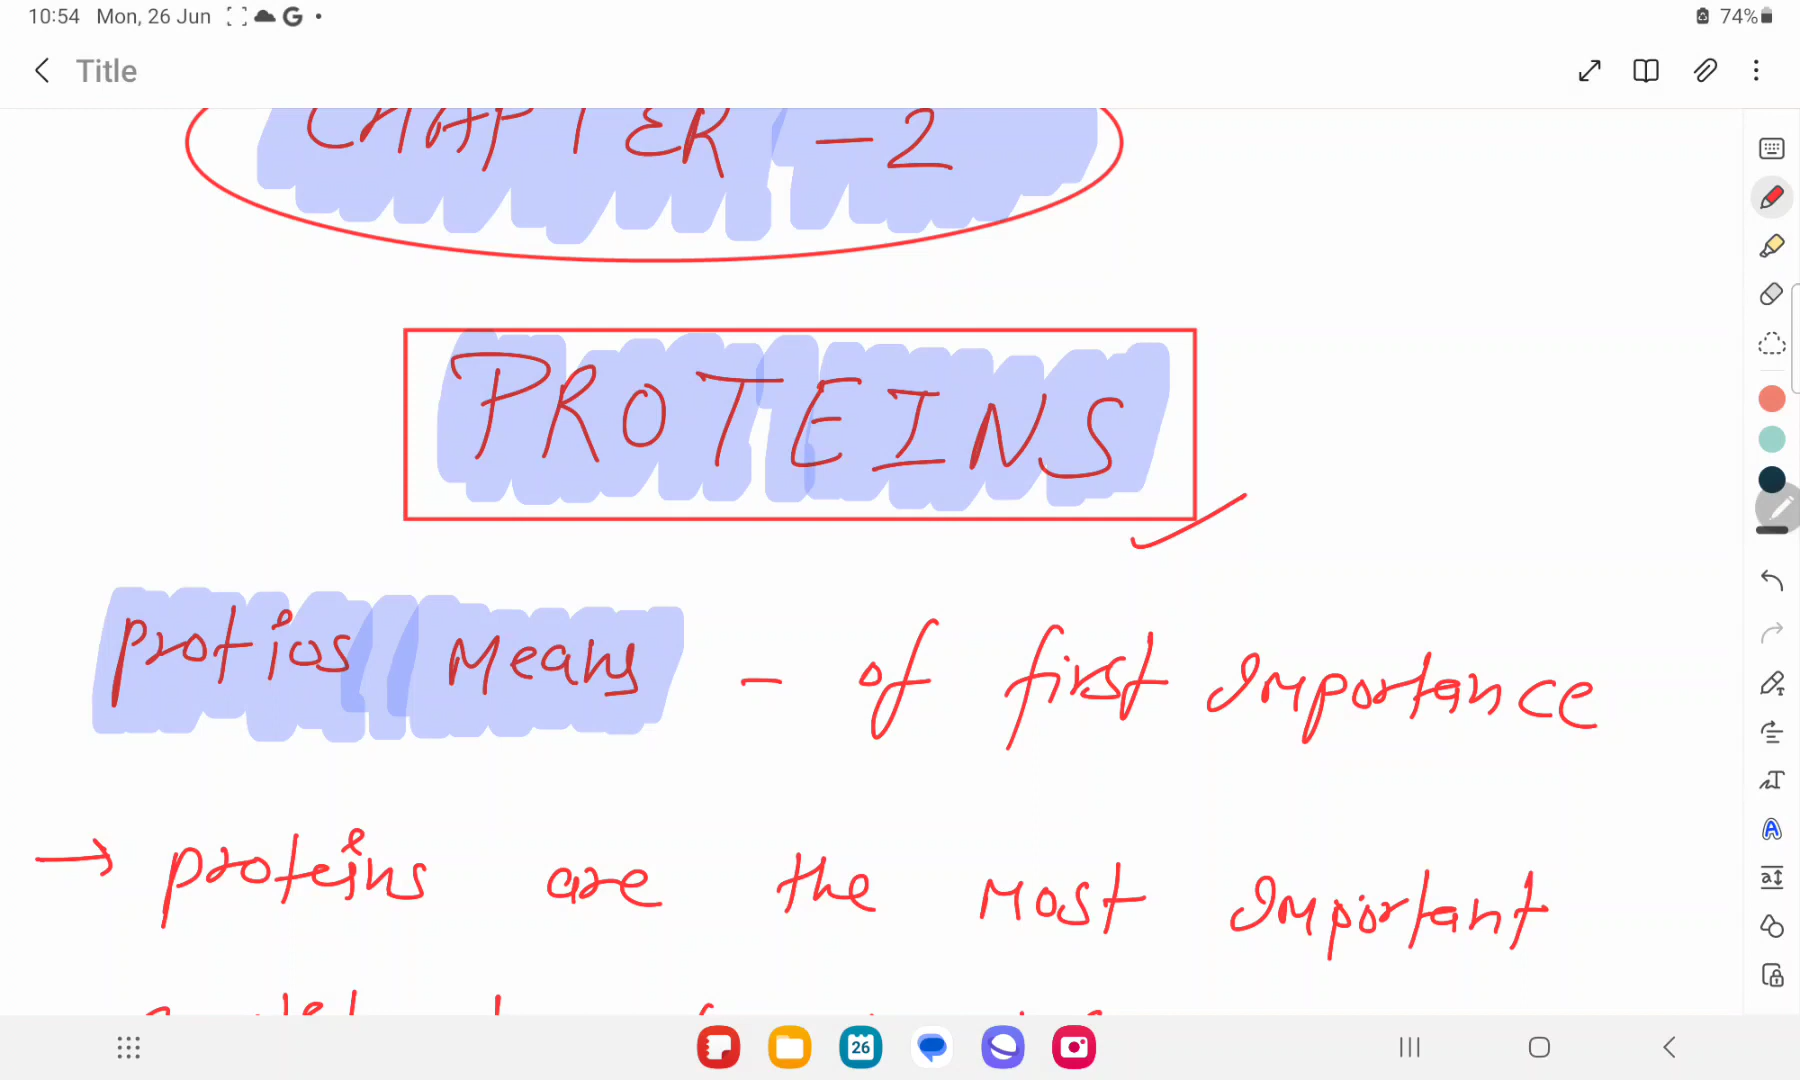 10:54 Mon, 26 Jun
74%
Title
CHAPTER - 2
PROTEINS
protios Means - of first Importance
→ proteins are the Most Important
26